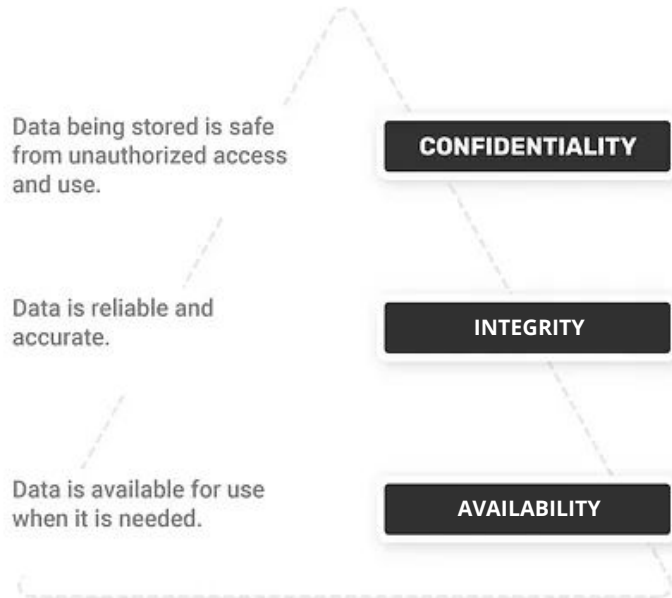 Data being stored is safe
from unauthorized access
and use.
CONFIDENTIALITY
Data is reliable and
accurate.
INTEGRITY
Data is available for use
when it is needed.
AVAILABILITY